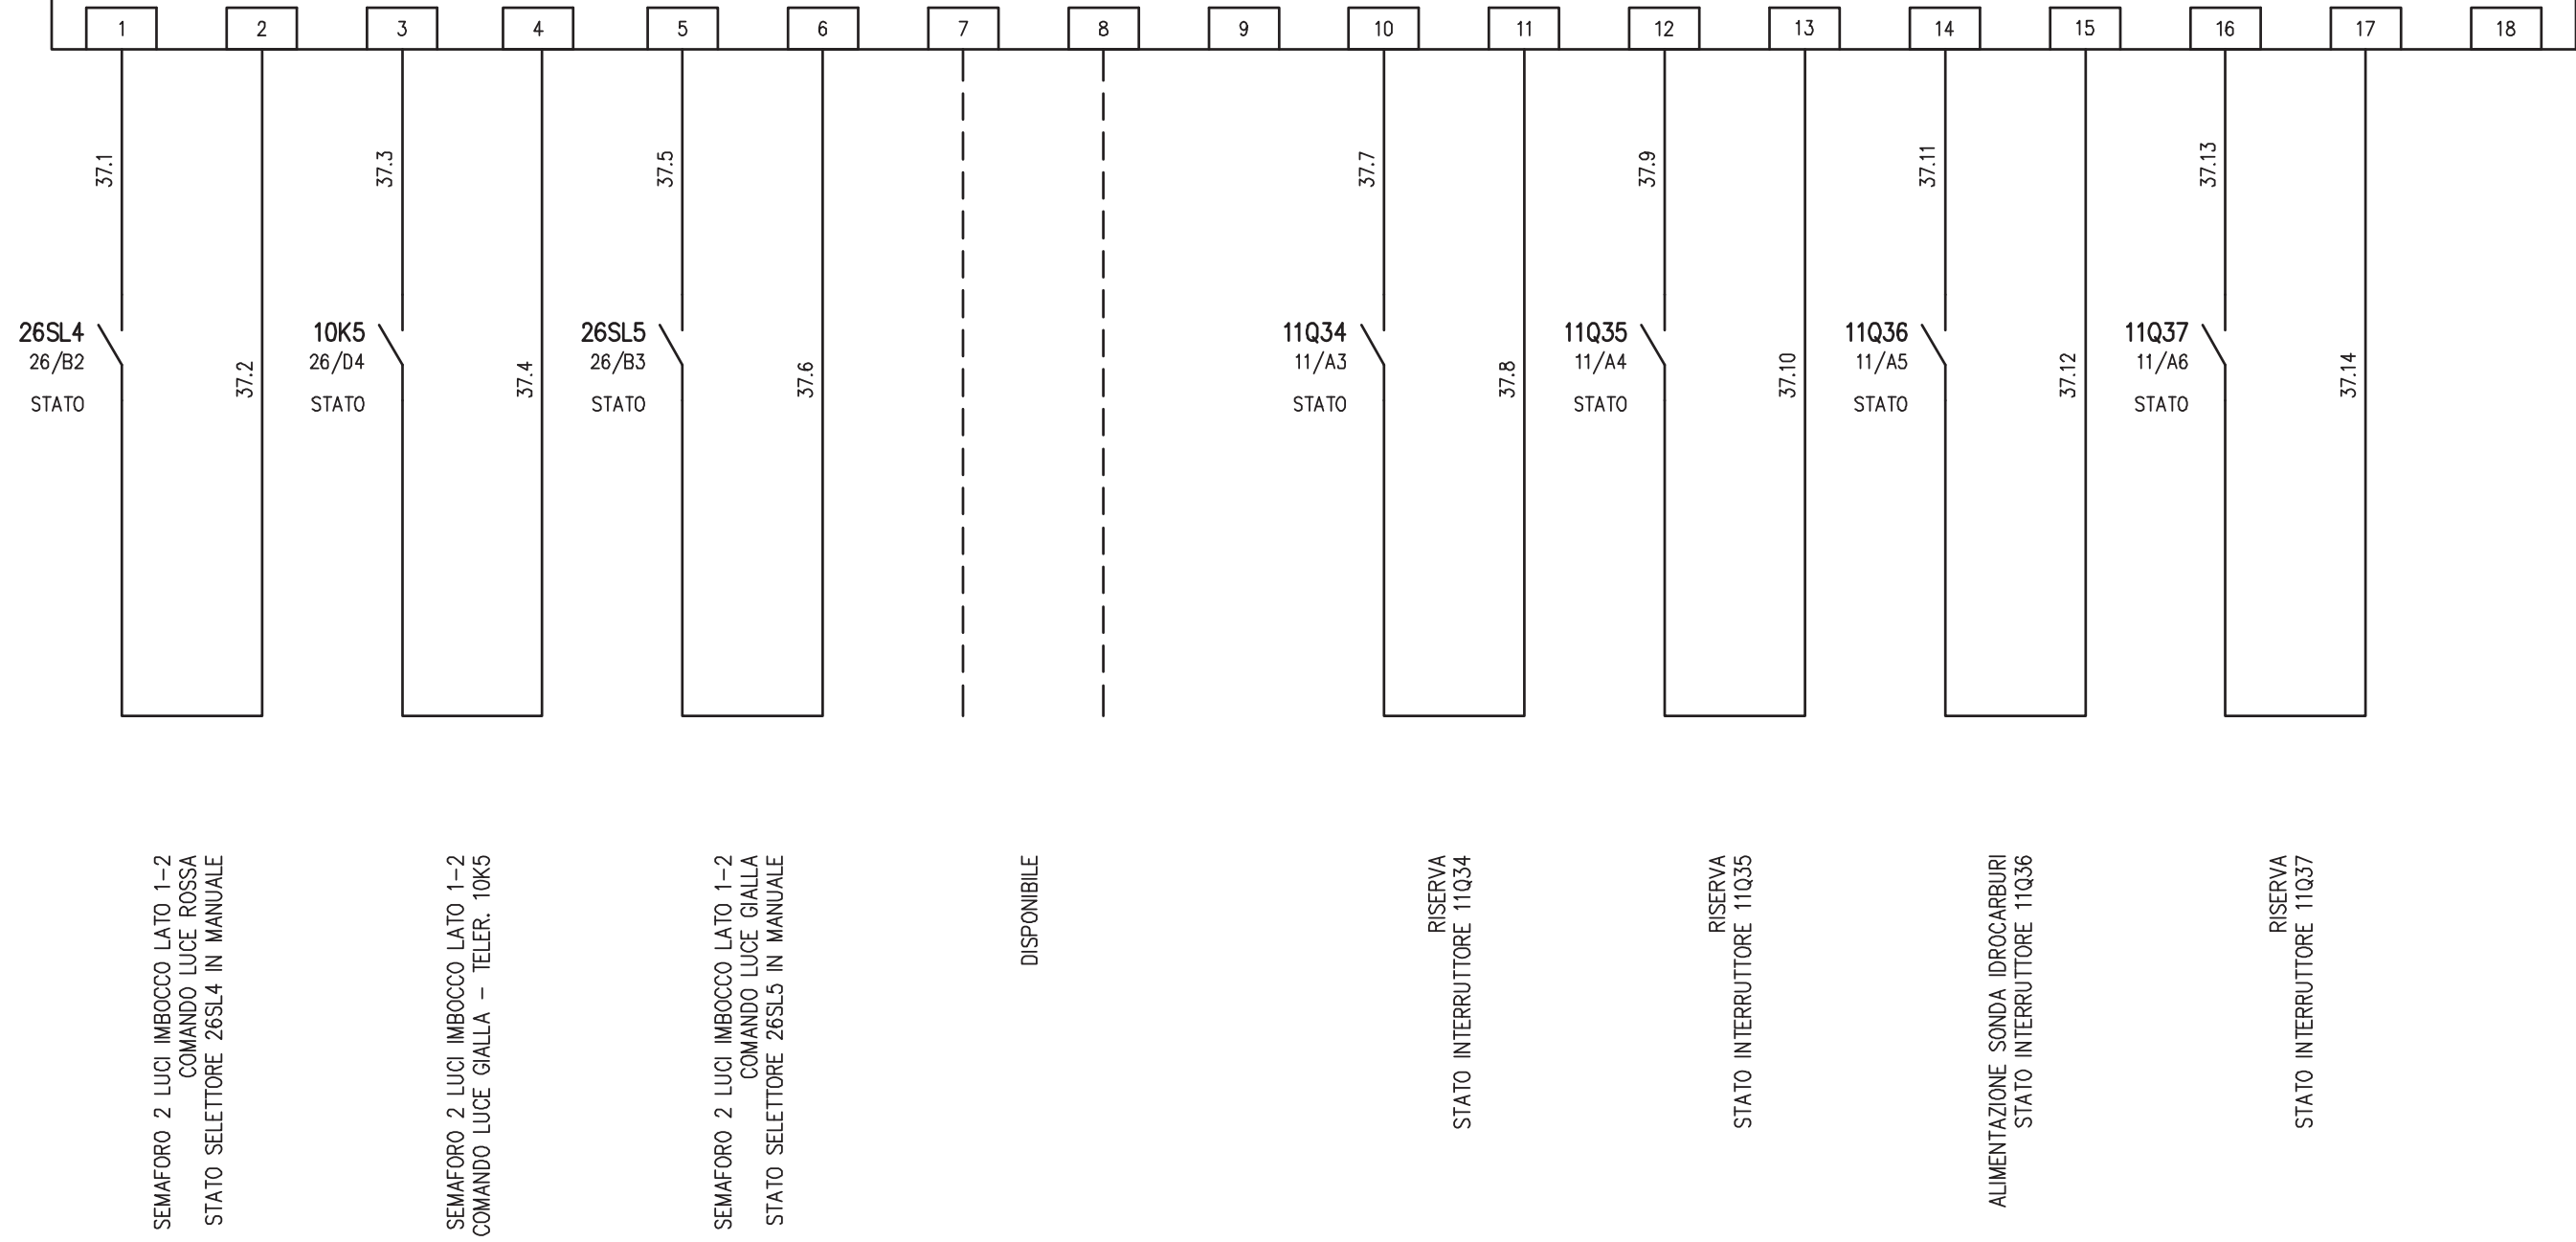 1 2 3 4 5 6 7 8 9 10 11 12 13 14 15 16 17 18
37.1
37.3
37.5
37.7
37.9
37.11
37.13
26SL4
26/B2
STATO
37.2
10K5
26/D4
STATO
37.4
26SL5
26/B3
STATO
37.6
11Q34
11/A3
STATO
37.8
11Q35
11/A4
STATO
37.10
11Q36
11/A5
STATO
37.12
11Q37
11/A6
STATO
37.14
SEMAFORO 2 LUCI IMBOCCO LATO 1-2
COMANDO LUCE ROSSA
STATO SELETTORE 26SL4 IN MANUALE
SEMAFORO 2 LUCI IMBOCCO LATO 1-2
COMANDO LUCE GIALLA - TELER. 10K5
SEMAFORO 2 LUCI IMBOCCO LATO 1-2
COMANDO LUCE GIALLA
STATO SELETTORE 26SL5 IN MANUALE
DISPONIBILE
RISERVA
STATO INTERRUTTORE 11Q34
RISERVA
STATO INTERRUTTORE 11Q35
ALIMENTAZIONE SONDA IDROCARBURI
STATO INTERRUTTORE 11Q36
RISERVA
STATO INTERRUTTORE 11Q37